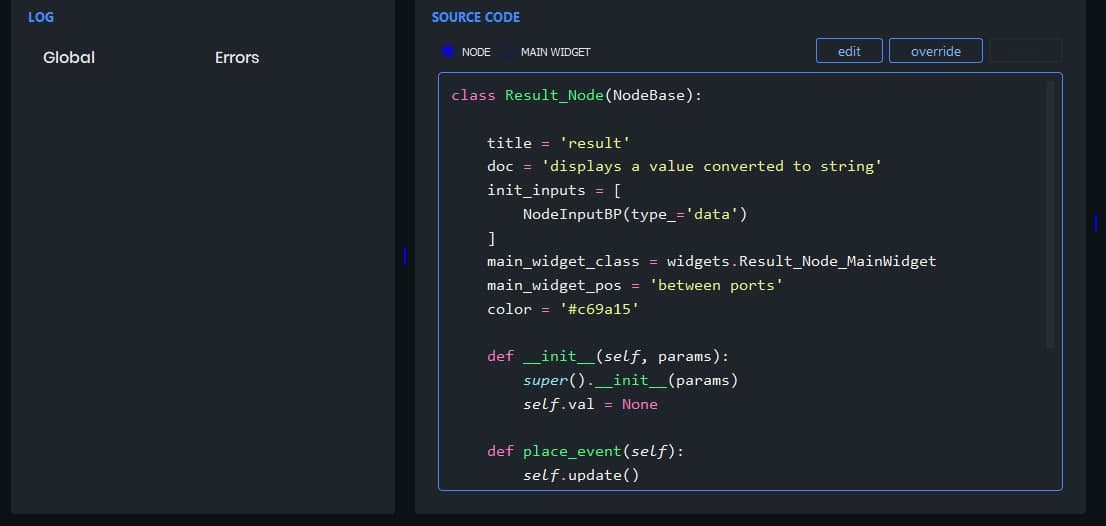 LOG
Global
Errors
SOURCE CODE
NODE
MAIN WIDGET
edit
override
class Result_Node(NodeBase):

    title = 'result'
    doc = 'displays a value converted to string'
    init_inputs = [
        NodeInputBP(type_='data')
    ]
    main_widget_class = widgets.Result_Node_MainWidget
    main_widget_pos = 'between ports'
    color = '#c69a15'

    def __init__(self, params):
        super().__init__(params)
        self.val = None

    def place_event(self):
        self.update()